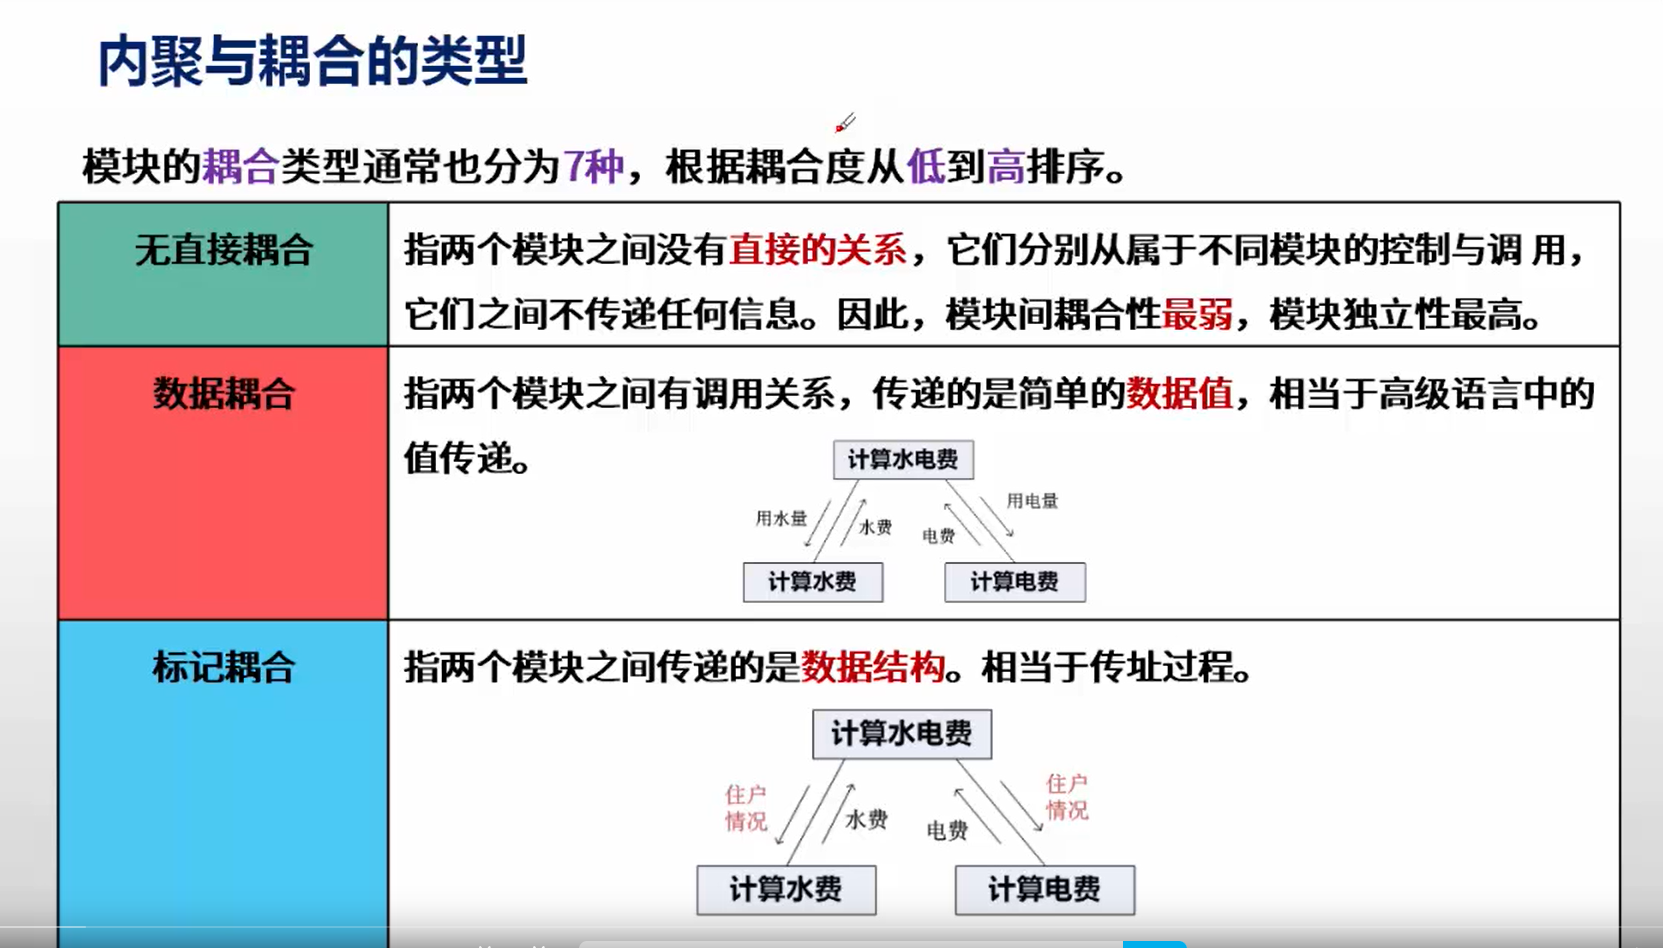 内聚与耦合的类型
模块的耦合类型通常也分为7种，根据耦合度从低到高排序。
无直接耦合
指两个模块之间没有直接的关系，它们分别从属于不同模块的控制与调 用，
它们之间不传递任何信息。因此，模块间耦合性最弱，模块独立性最高。
数据耦合
指两个模块之间有调用关系，传递的是简单的数据值，相当于高级语言中的
值传递。
计算水电费
用水量
水费
电费
用电量
计算水费
计算电费
标记耦合
指两个模块之间传递的是数据结构。相当于传址过程。
计算水电费
住户
情况
水费
电费
住户
情况
计算水费
计算电费